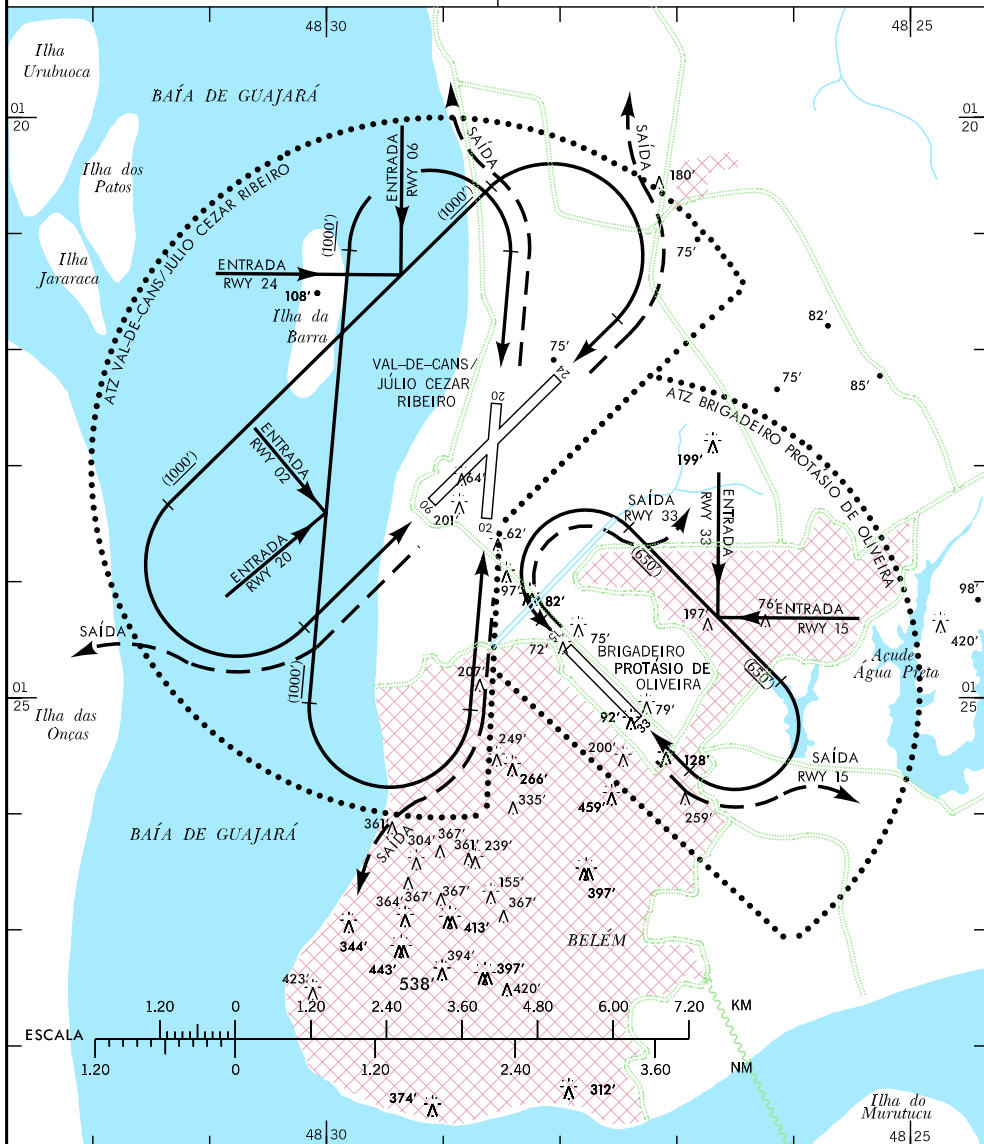 48 30
48 25
Ilha
Urubuoca
BAÍA DE GUAJARÁ
01
20
01
20
SAÍDA
SAÍDA
ENTRADA
RWY 06
Ilha dos
Patos
180'
ATZ VAL-DE-CANS/JÚLIO CEZAR RIBEIRO
(1000')
(1000')
75'
Ilha
Jararaca
ENTRADA
RWY 24
108'
Ilha da
Barra
82'
VAL-DE-CANS/
JÚLIO CEZAR
RIBEIRO
75'
24
20
75'
85'
ATZ BRIGADEIRO PROTÁSIO DE OLIVEIRA
ENTRADA
RWY 02
199'
(1000')
64'
06
201'
02
SAÍDA
RWY 33
ENTRADA
RWY 33
62'
(650')
ENTRADA
RWY 20
97'
82'
98'
197'
76'
ENTRADA
RWY 15
420'
SAÍDA
15
75'
72'
BRIGADEIRO
PROTÁSIO DE
OLIVEIRA
Açude
Água Preta
(1000')
207'
(650')
79'
92'
33
01
25
Ilha das
Onças
249'
266'
200'
128'
SAÍDA
RWY 15
335'
459'
259'
BAÍA DE GUAJARÁ
361'
SAÍDA
304'
367'
361'
239'
397'
364'
367'
367'
155'
367'
344'
413'
BELÉM
443'
394'
538'
397'
420'
423'
1.20
0
1.20
2.40
3.60
4.80
6.00
7.20
KM
ESCALA
1.20
0
1.20
2.40
3.60
NM
374'
312'
Ilha do
Murutucu
48 30
48 25